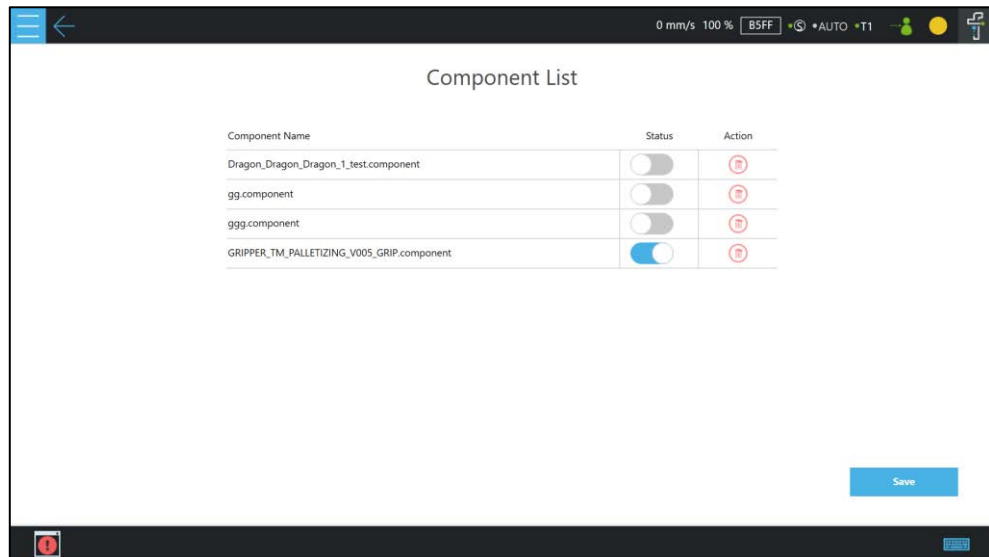 0 mm/s 100 % B5FF S AUTO T1
Component List
Component Name Status Action
Dragon_Dragon_Dragon_1_test.component
gg.component
ggg.component
GRIPPER_TM_PALLETIZING_V005_GRIP.component
Save